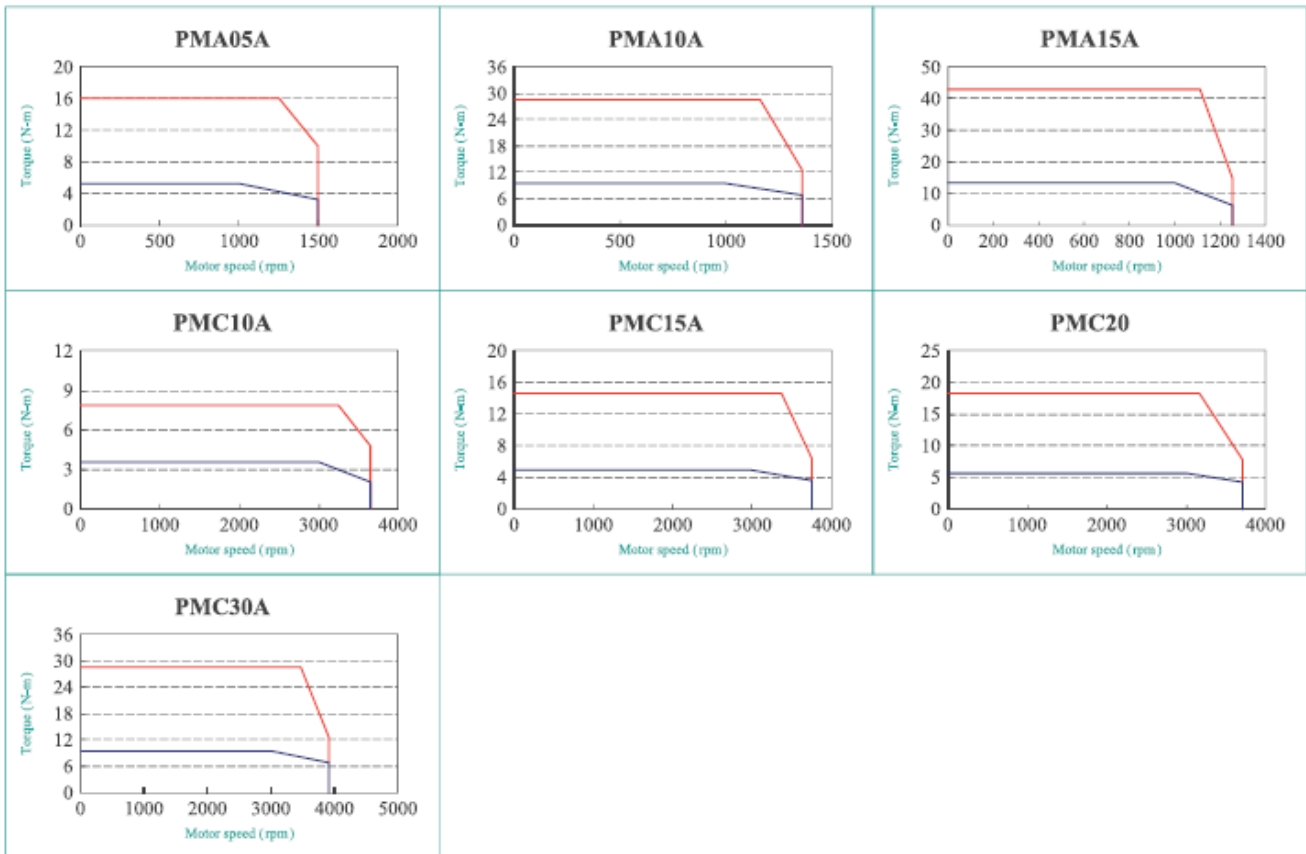 PMA05A
20
16
12
8
4
0
Torque (N-m)
0 500 1000 1500 2000
Motor speed (rpm)
PMA10A
36
30
24
18
12
6
0
Torque (N•m)
0 500 1000 1500
Motor speed (rpm)
PMA15A
50
40
30
20
10
0
Torque (N•m)
0 200 400 600 800 1000 1200 1400
Motor speed (rpm)
PMC10A
12
9
6
3
0
Torque (N-m)
0 1000 2000 3000 4000
Motor speed (rpm)
PMC15A
20
16
12
8
4
0
Torque (N•m)
0 1000 2000 3000 4000
Motor speed (rpm)
PMC20
25
20
15
10
5
0
Torque (N•m)
0 1000 2000 3000 4000
Motor speed (rpm)
PMC30A
36
30
24
18
12
6
0
Torque (N-m)
0 1000 2000 3000 4000 5000
Motor speed (rpm)